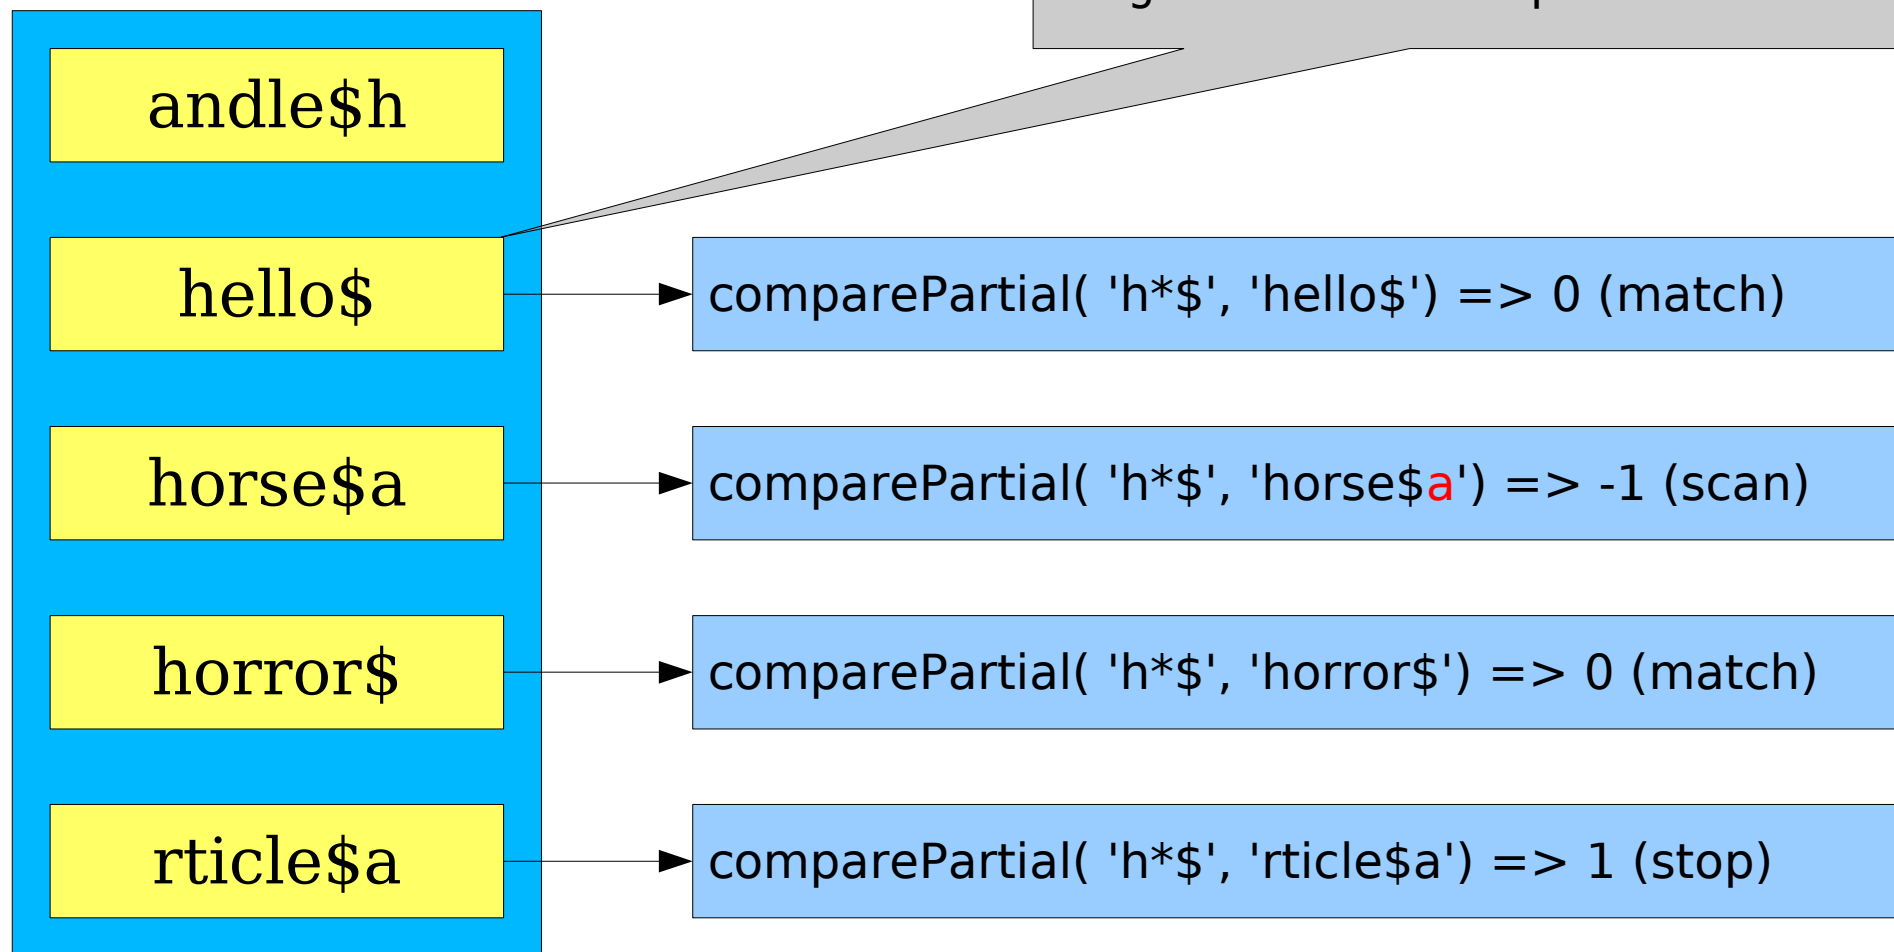 andle$h
hello$
comparePartial( 'h*$', 'hello$') => 0 (match)
horse$a
comparePartial( 'h*$', 'horse$a') => -1 (scan)
horror$
comparePartial( 'h*$', 'horror$') => 0 (match)
rticle$a
comparePartial( 'h*$', 'rticle$a') => 1 (stop)